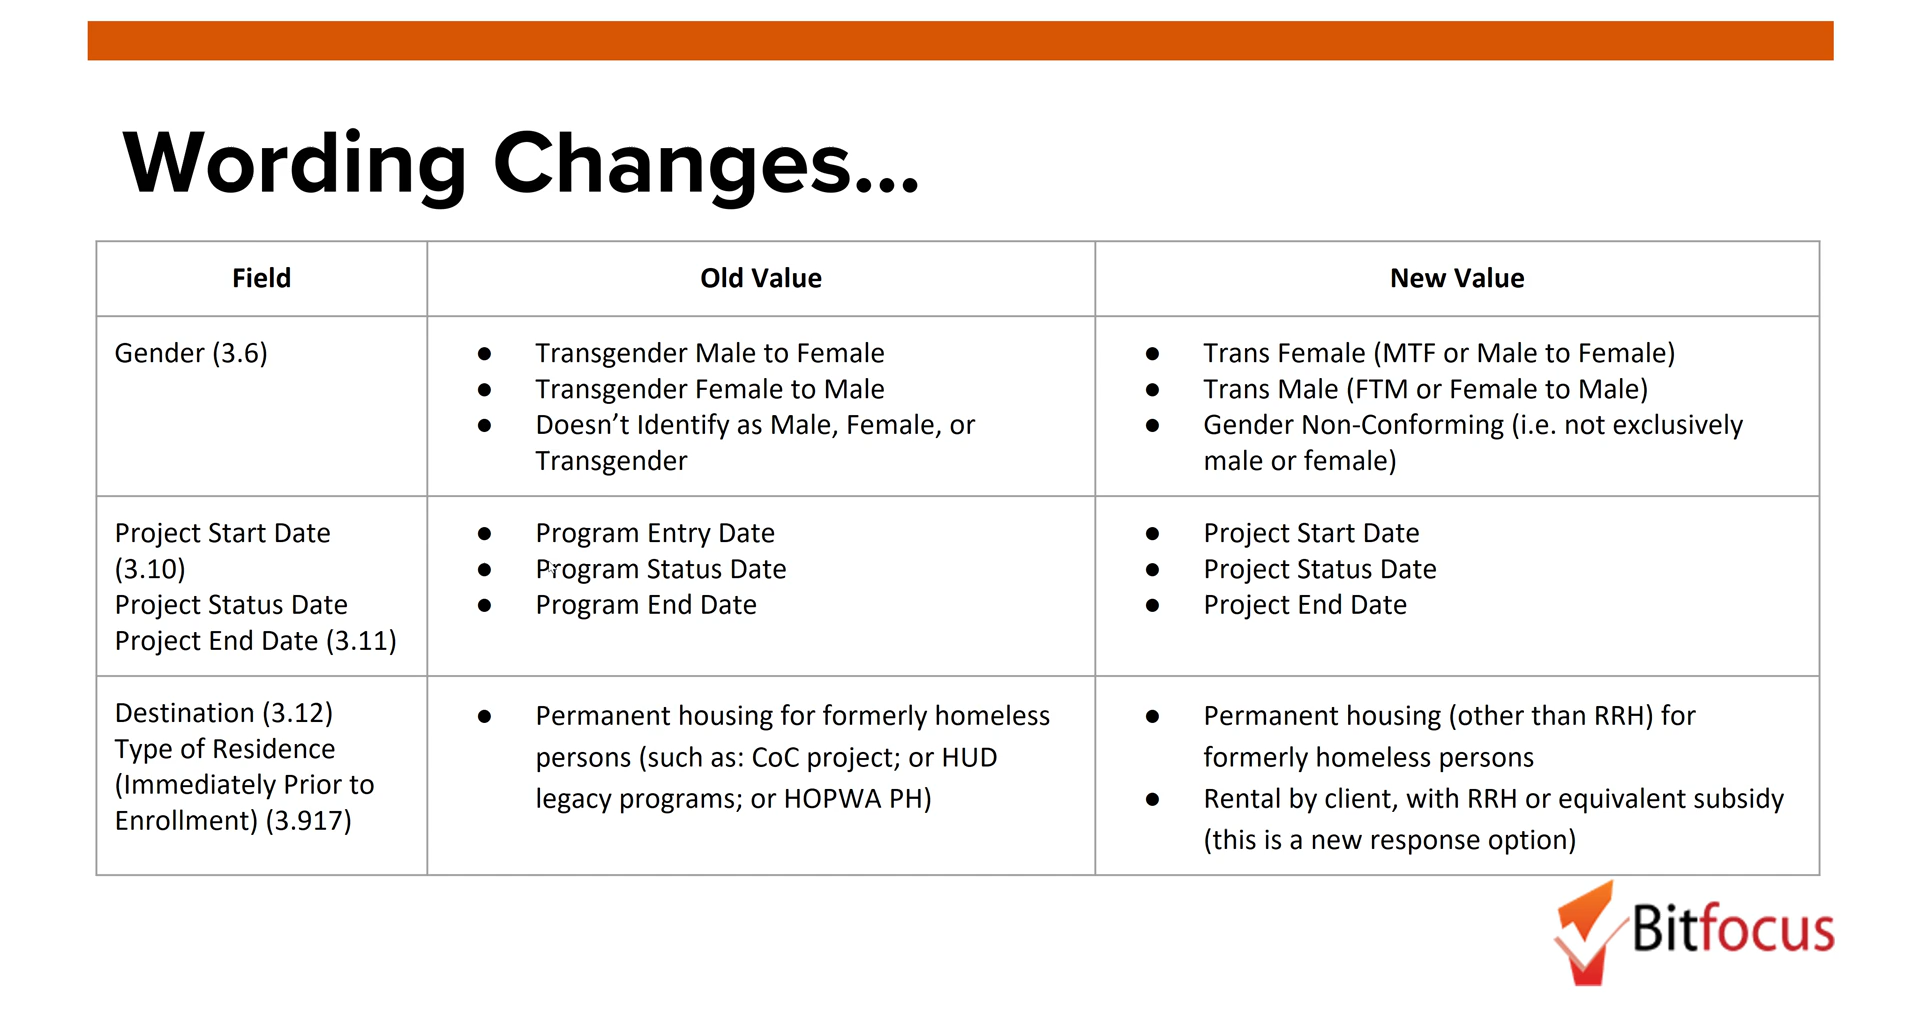 Wording Changes...
Field
Old Value
New Value
Gender (3.6)
● Transgender Male to Female
● Transgender Female to Male
● Doesn’t Identify as Male, Female, or
Transgender
● Trans Female (MTF or Male to Female)
● Trans Male (FTM or Female to Male)
● Gender Non-Conforming (i.e. not exclusively
male or female)
Project Start Date
(3.10)
Project Status Date
Project End Date (3.11)
● Program Entry Date
● Program Status Date
● Program End Date
● Project Start Date
● Project Status Date
● Project End Date
Destination (3.12)
Type of Residence
(Immediately Prior to
Enrollment) (3.917)
● Permanent housing for formerly homeless
persons (such as: CoC project; or HUD
legacy programs; or HOPWA PH)
● Permanent housing (other than RRH) for
formerly homeless persons
● Rental by client, with RRH or equivalent subsidy
(this is a new response option)
Bitfocus